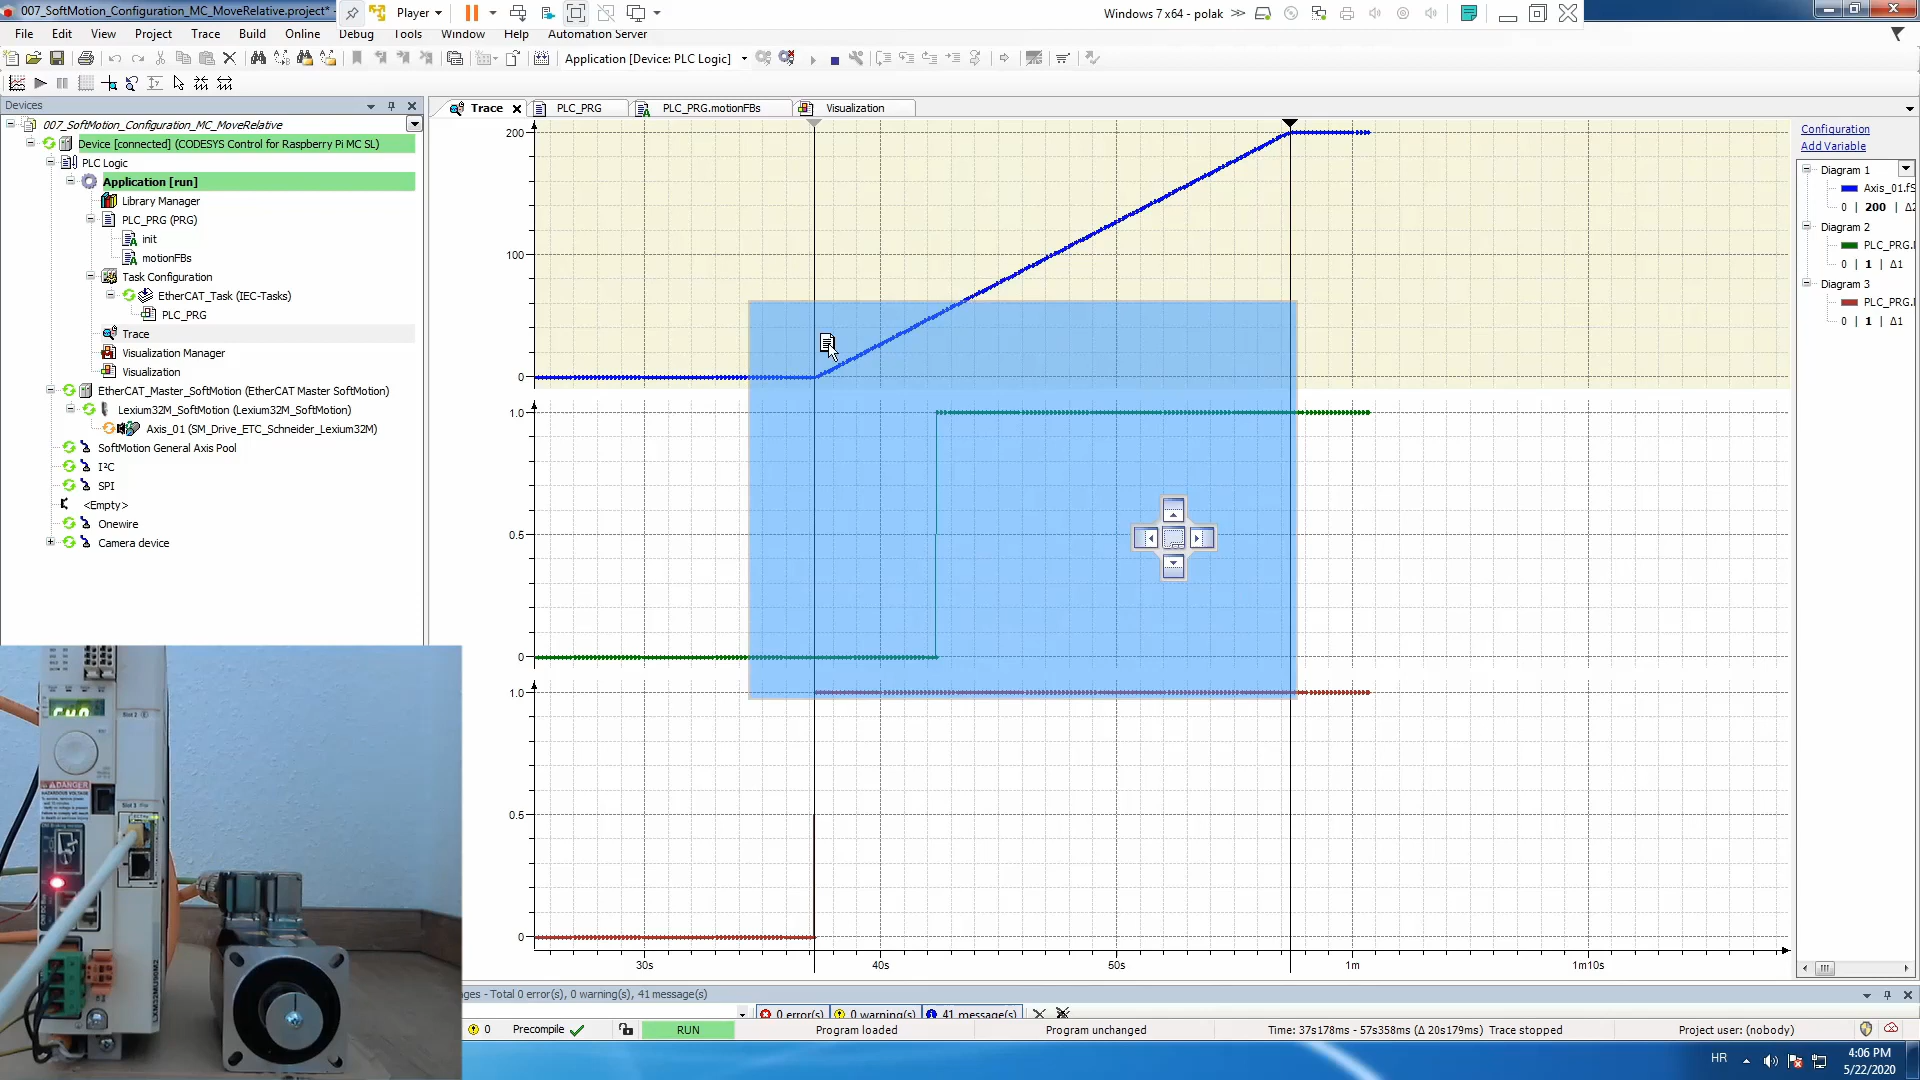 007_SoftMotion_Configuration_MC_MoveRelative.project* -
Player
Windows 7 x64 - polak
File Edit View Project Trace Build Online Debug Tools Window Help Automation Server
Application [Device: PLC Logic]
Devices
Trace
PLC_PRG
PLC_PRG.motionFBs
Visualization
007_SoftMotion_Configuration_MC_MoveRelative
Device [connected] (CODESYS Control for Raspberry Pi MC SL)
PLC Logic
Application [run]
Library Manager
PLC_PRG (PRG)
init
motionFBs
Task Configuration
EtherCAT_Task (IEC-Tasks)
PLC_PRG
Trace
Visualization Manager
Visualization
EtherCAT_Master_SoftMotion (EtherCAT Master SoftMotion)
Lexium32M_SoftMotion (Lexium32M_SoftMotion)
Axis_01 (SM_Drive_ETC_Schneider_Lexium32M)
SoftMotion General Axis Pool
I²C
SPI
<Empty>
Onewire
Camera device
200
100
0
1.0
0.5
0
1.0
0.5
0
30s 40s 50s 1m 1m10s
Configuration
Add Variable
Diagram 1
Axis_01.fS
0 | 200 | Δ2
Diagram 2
PLC_PRG.
0 | 1 | Δ1
Diagram 3
PLC_PRG.
0 | 1 | Δ1
DANGER
ages - Total 0 error(s), 0 warning(s), 41 message(s)
0 error(s) 0 warning(s) 41 message(s)
0 Precompile RUN Program loaded Program unchanged Time: 37s178ms - 57s358ms (Δ 20s179ms) Trace stopped Project user: (nobody)
HR
4:06 PM
5/22/2020